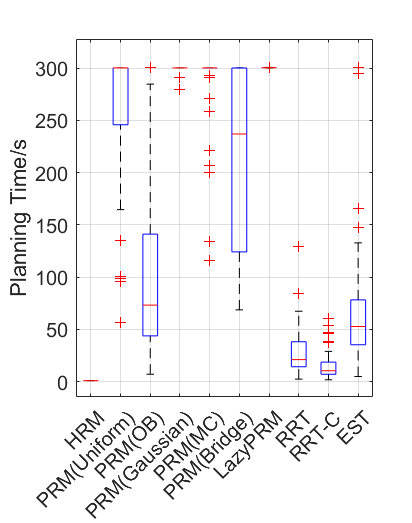 300
250
200
150
100
50
0
Planning Time/s
HRM
PRM(Uniform)
PRM(OB)
PRM(Gaussian)
PRM(MC)
PRM(Bridge)
LazyPRM
RRT
RRT-C
EST